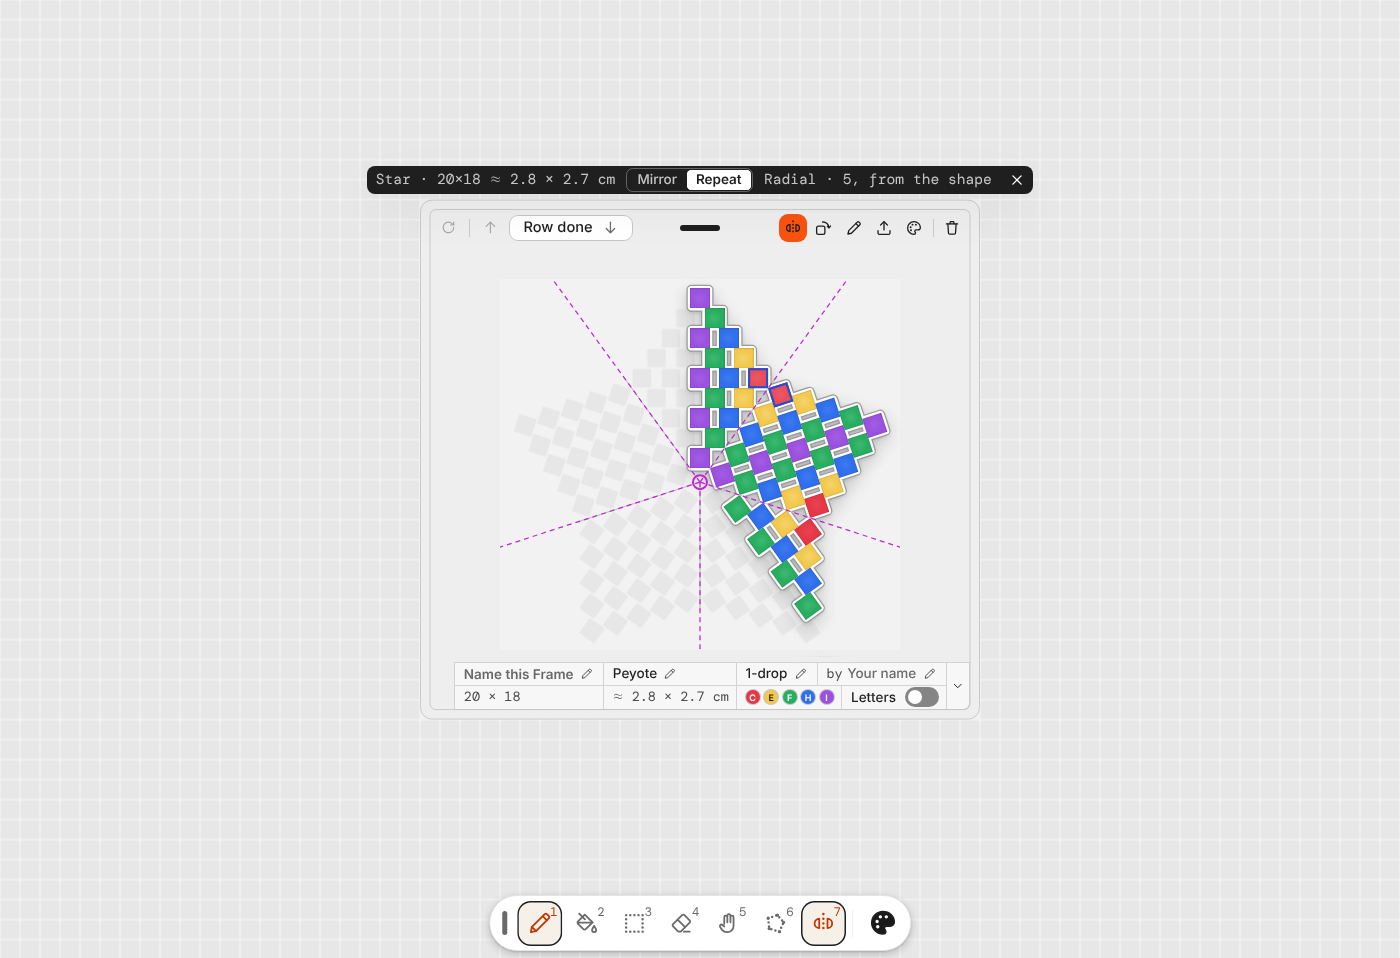 Star · 20×18 ≈ 2.8 × 2.7 cm Mirror Repeat Radial · 5, from the shape
Row done
Name this Frame Peyote 1-drop by Your name
20 × 18 ≈ 2.8 × 2.7 cm C E F H I Letters
1 2 3 4 5 6 7